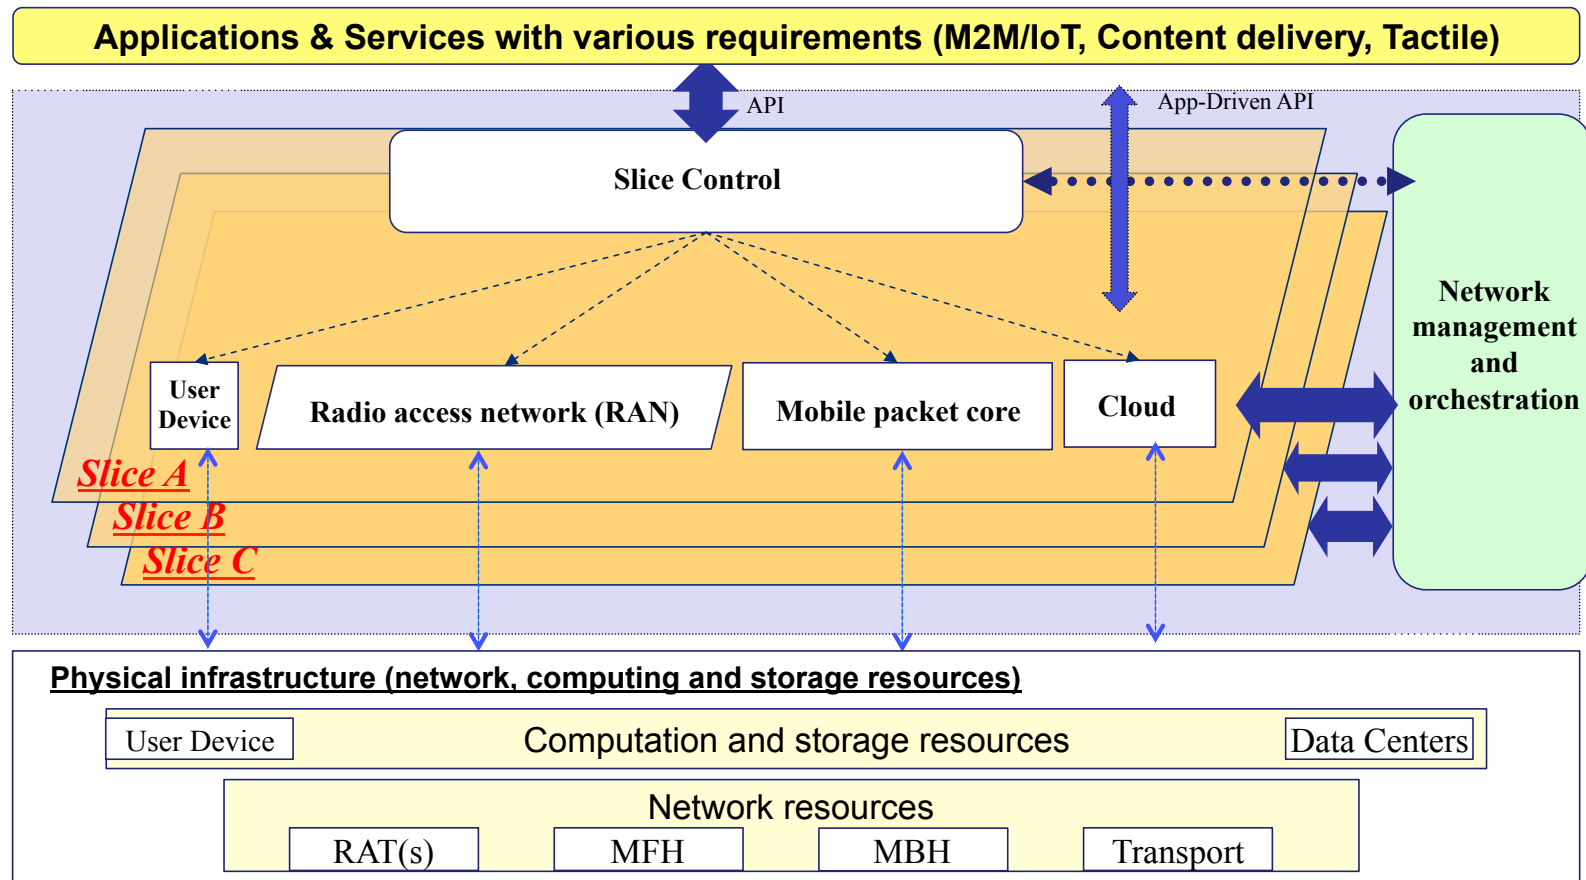 Applications & Services with various requirements (M2M/IoT, Content delivery, Tactile)
API
App-Driven API
Slice Control
Network
management
and
orchestration
User
Device
Radio access network (RAN)
Mobile packet core
Cloud
Slice A
Slice B
Slice C
Physical infrastructure (network, computing and storage resources)
User Device
Computation and storage resources
Data Centers
Network resources
RAT(s)
MFH
MBH
Transport